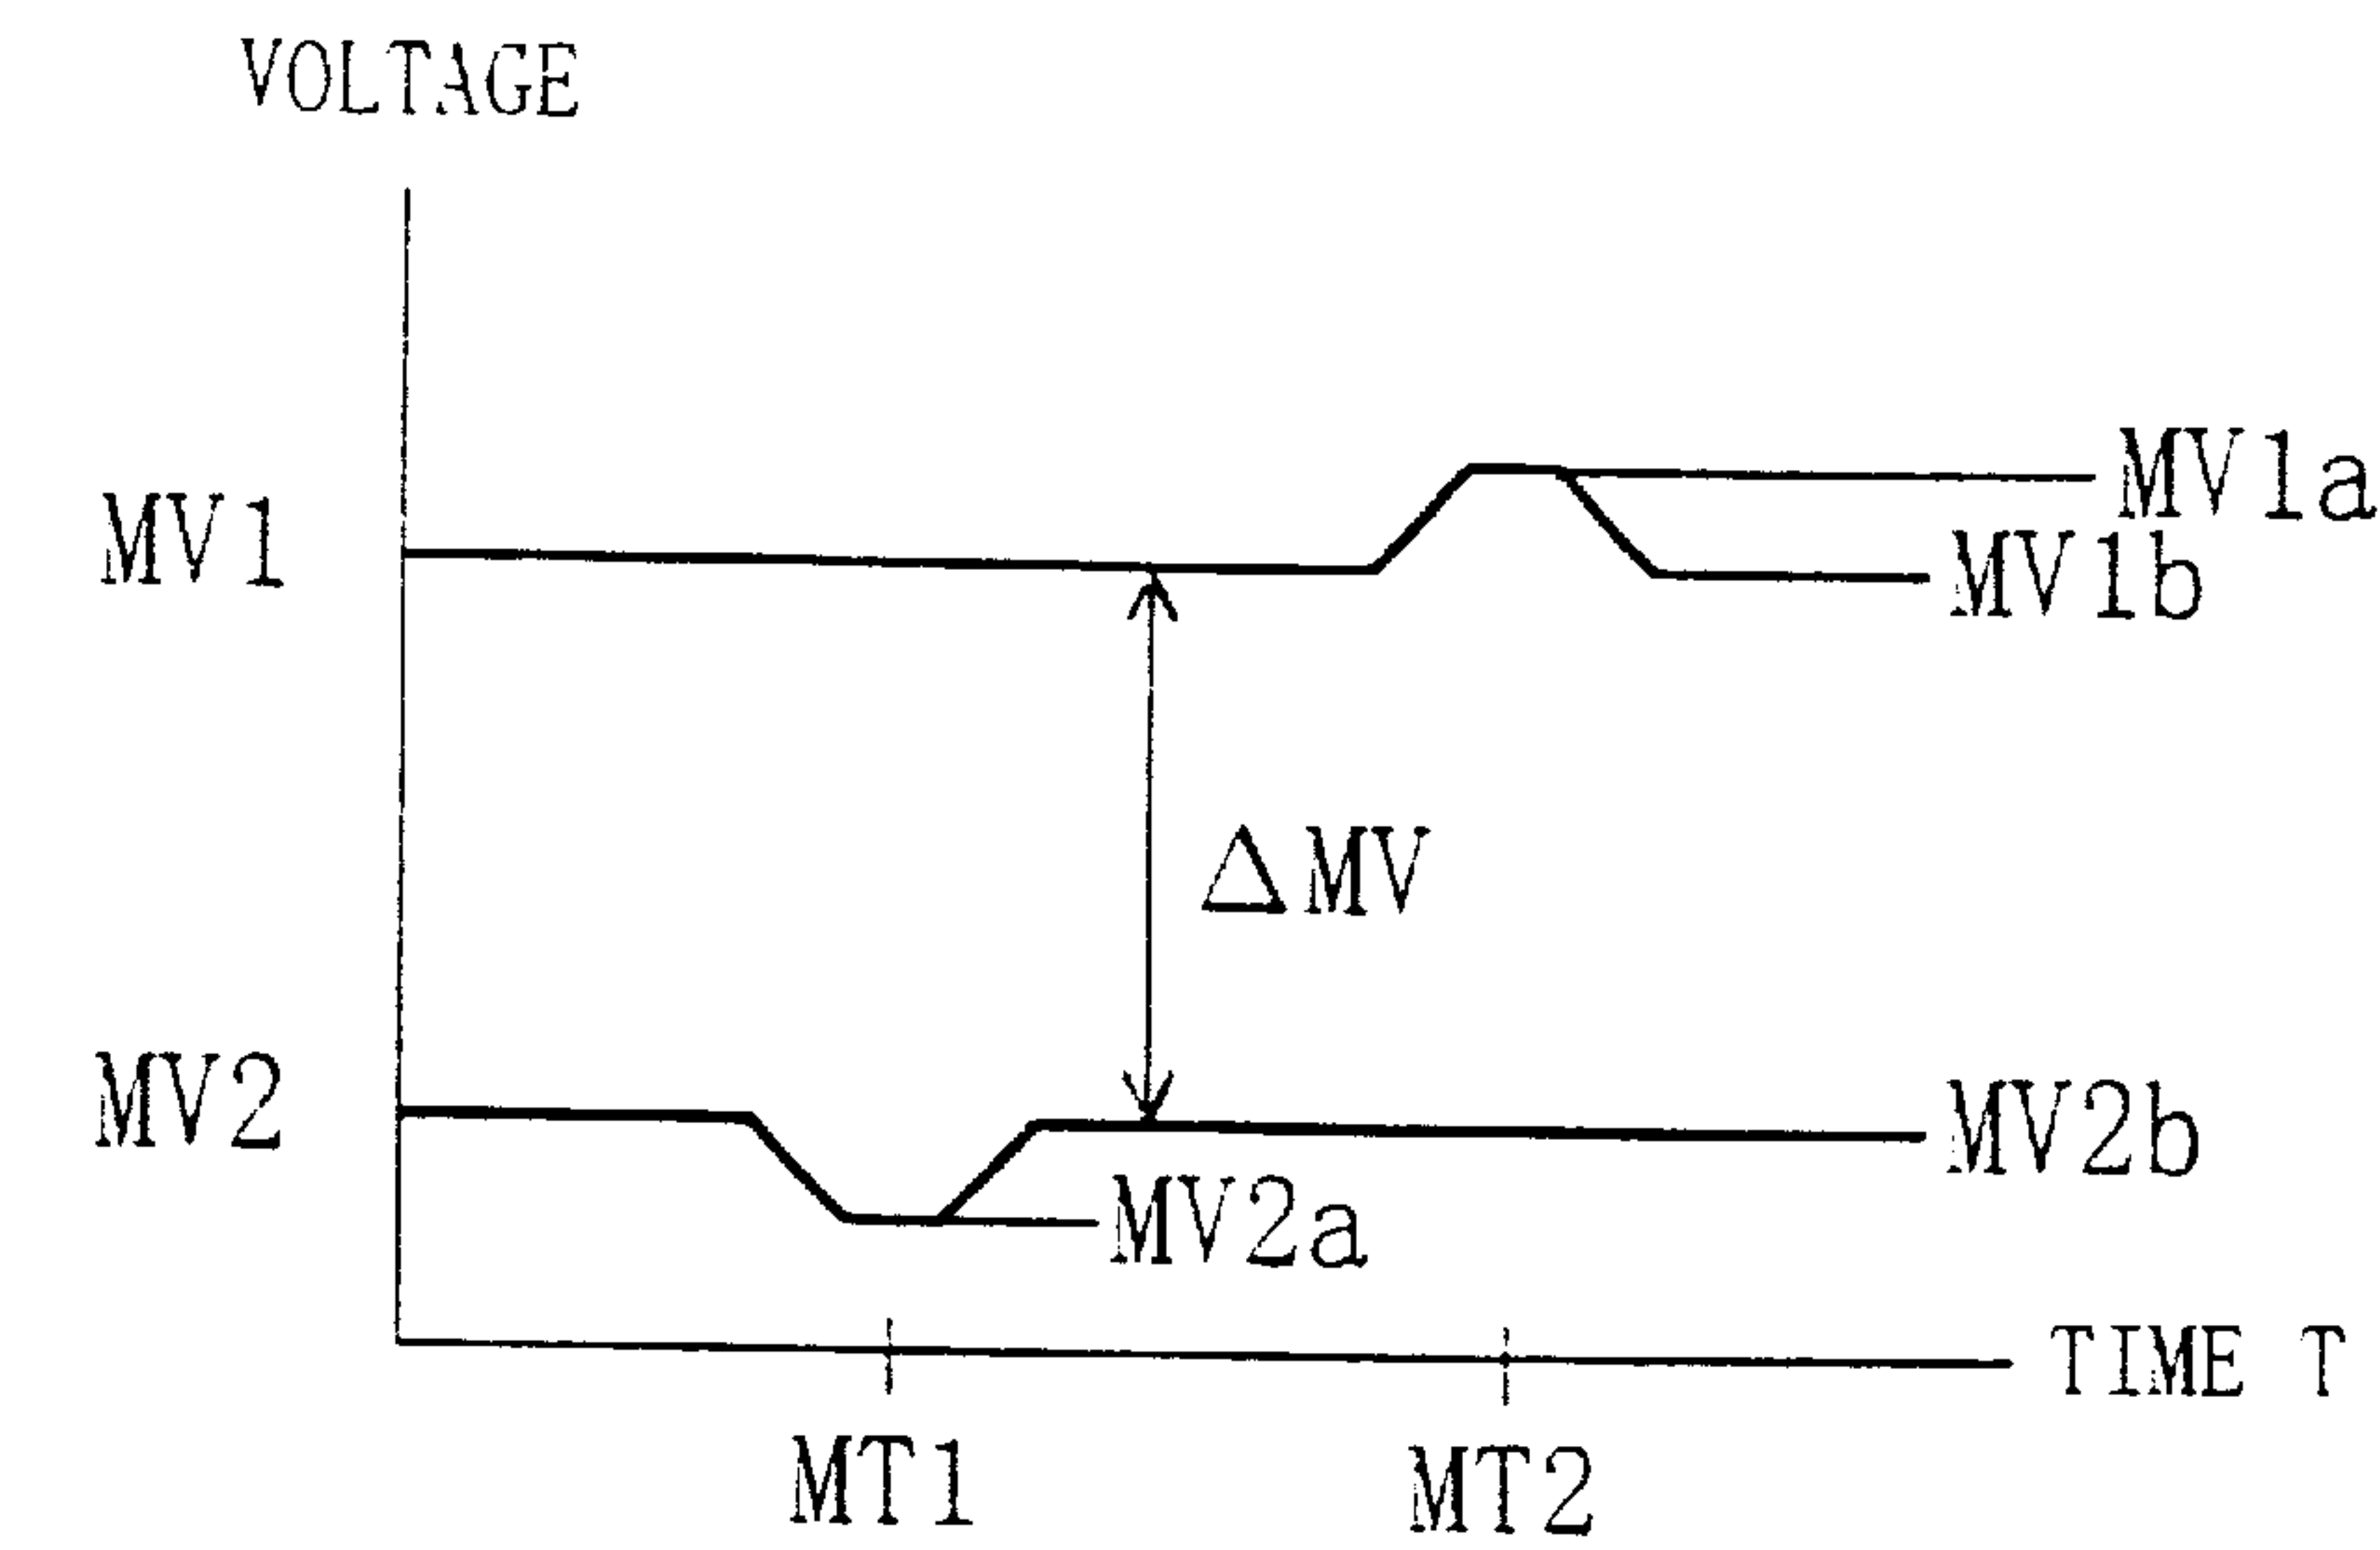 VOLTAGE
MV1a
MV1
MV1b
ΔMV
MV2
MV2b
MV2a
TIME T
MT1
MT2